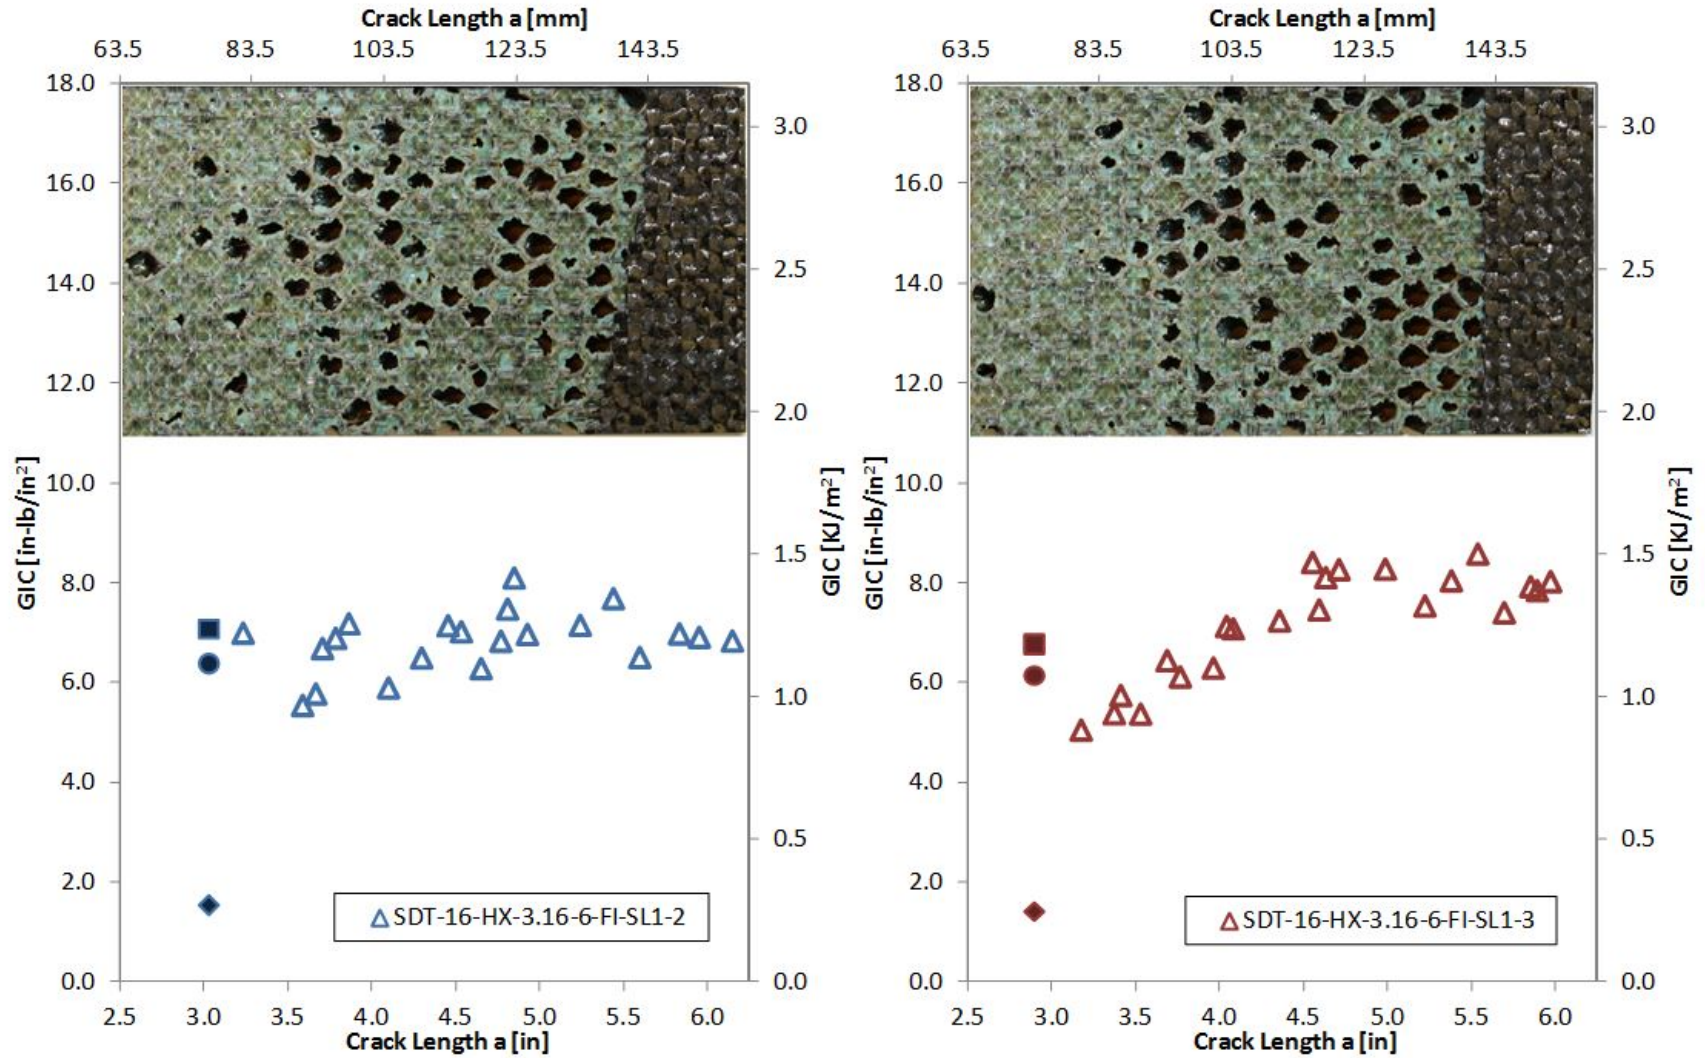 Crack Length a [mm]
63.5 83.5 103.5 123.5 143.5
18.0
16.0
14.0
12.0
10.0
8.0
6.0
4.0
2.0
0.0
GIC [in-lb/in²]
3.0
2.5
2.0
1.5
1.0
0.5
0.0
GIC [KJ/m²]
SDT-16-HX-3.16-6-FI-SL1-2
2.5 3.0 3.5 4.0 4.5 5.0 5.5 6.0
Crack Length a [in]
Crack Length a [mm]
63.5 83.5 103.5 123.5 143.5
18.0
16.0
14.0
12.0
10.0
8.0
6.0
4.0
2.0
0.0
GIC [in-lb/in²]
3.0
2.5
2.0
1.5
1.0
0.5
0.0
GIC [KJ/m²]
SDT-16-HX-3.16-6-FI-SL1-3
2.5 3.0 3.5 4.0 4.5 5.0 5.5 6.0
Crack Length a [in]